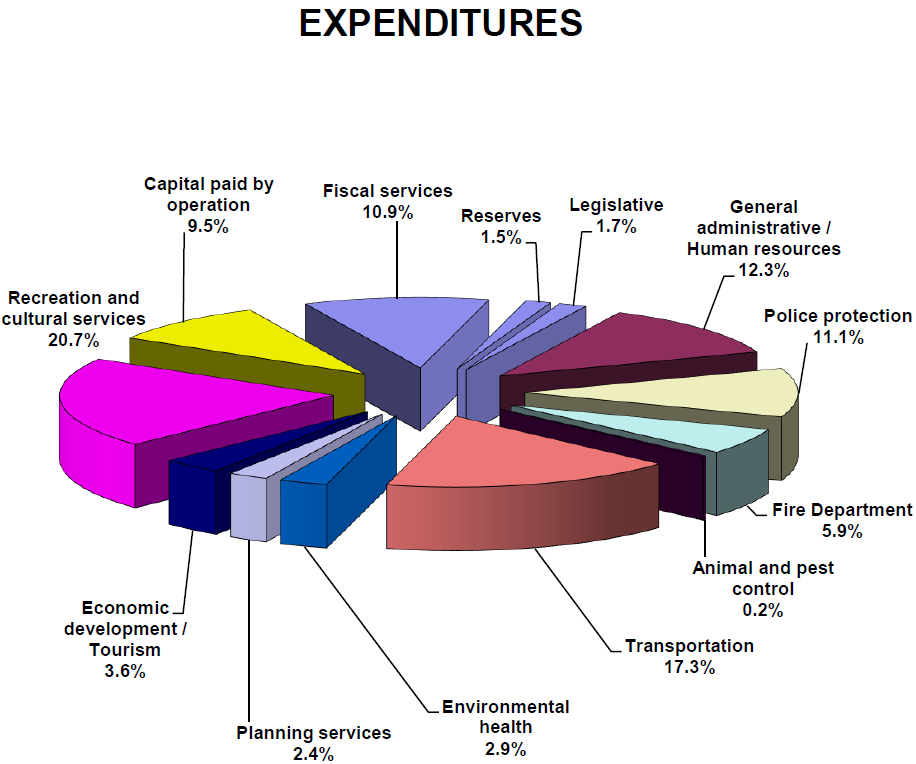 EXPENDITURES
Capital paid by
operation
9.5%
Fiscal services
10.9%
Reserves
1.5%
Legislative
1.7%
General
administrative /
Human resources
12.3%
Recreation and
cultural services
20.7%
Police protection
11.1%
Fire Department
5.9%
Animal and pest
control
0.2%
Economic
development /
Tourism
3.6%
Transportation
17.3%
Environmental
health
2.9%
Planning services
2.4%